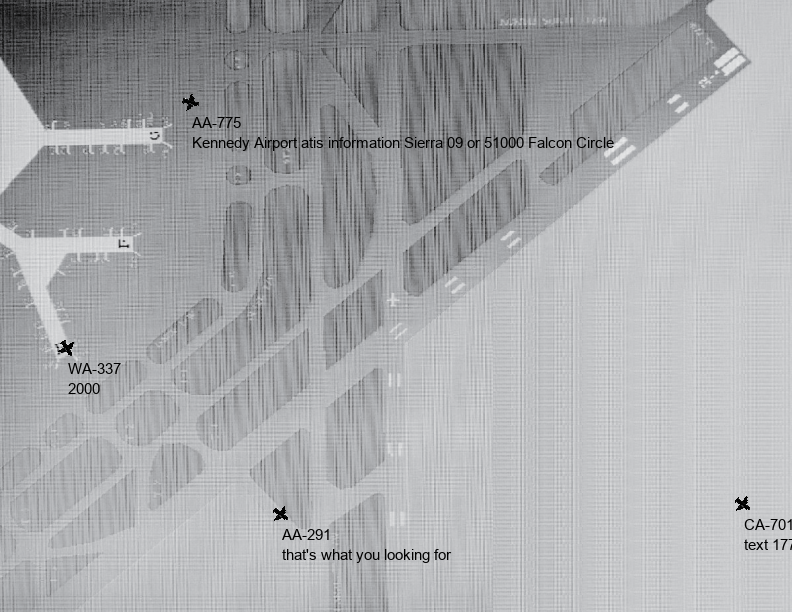 G
AA-775
Kennedy Airport atis information Sierra 09 or 51000 Falcon Circle
F
WA-337
2000
CA-701
text 177
AA-291
that's what you looking for